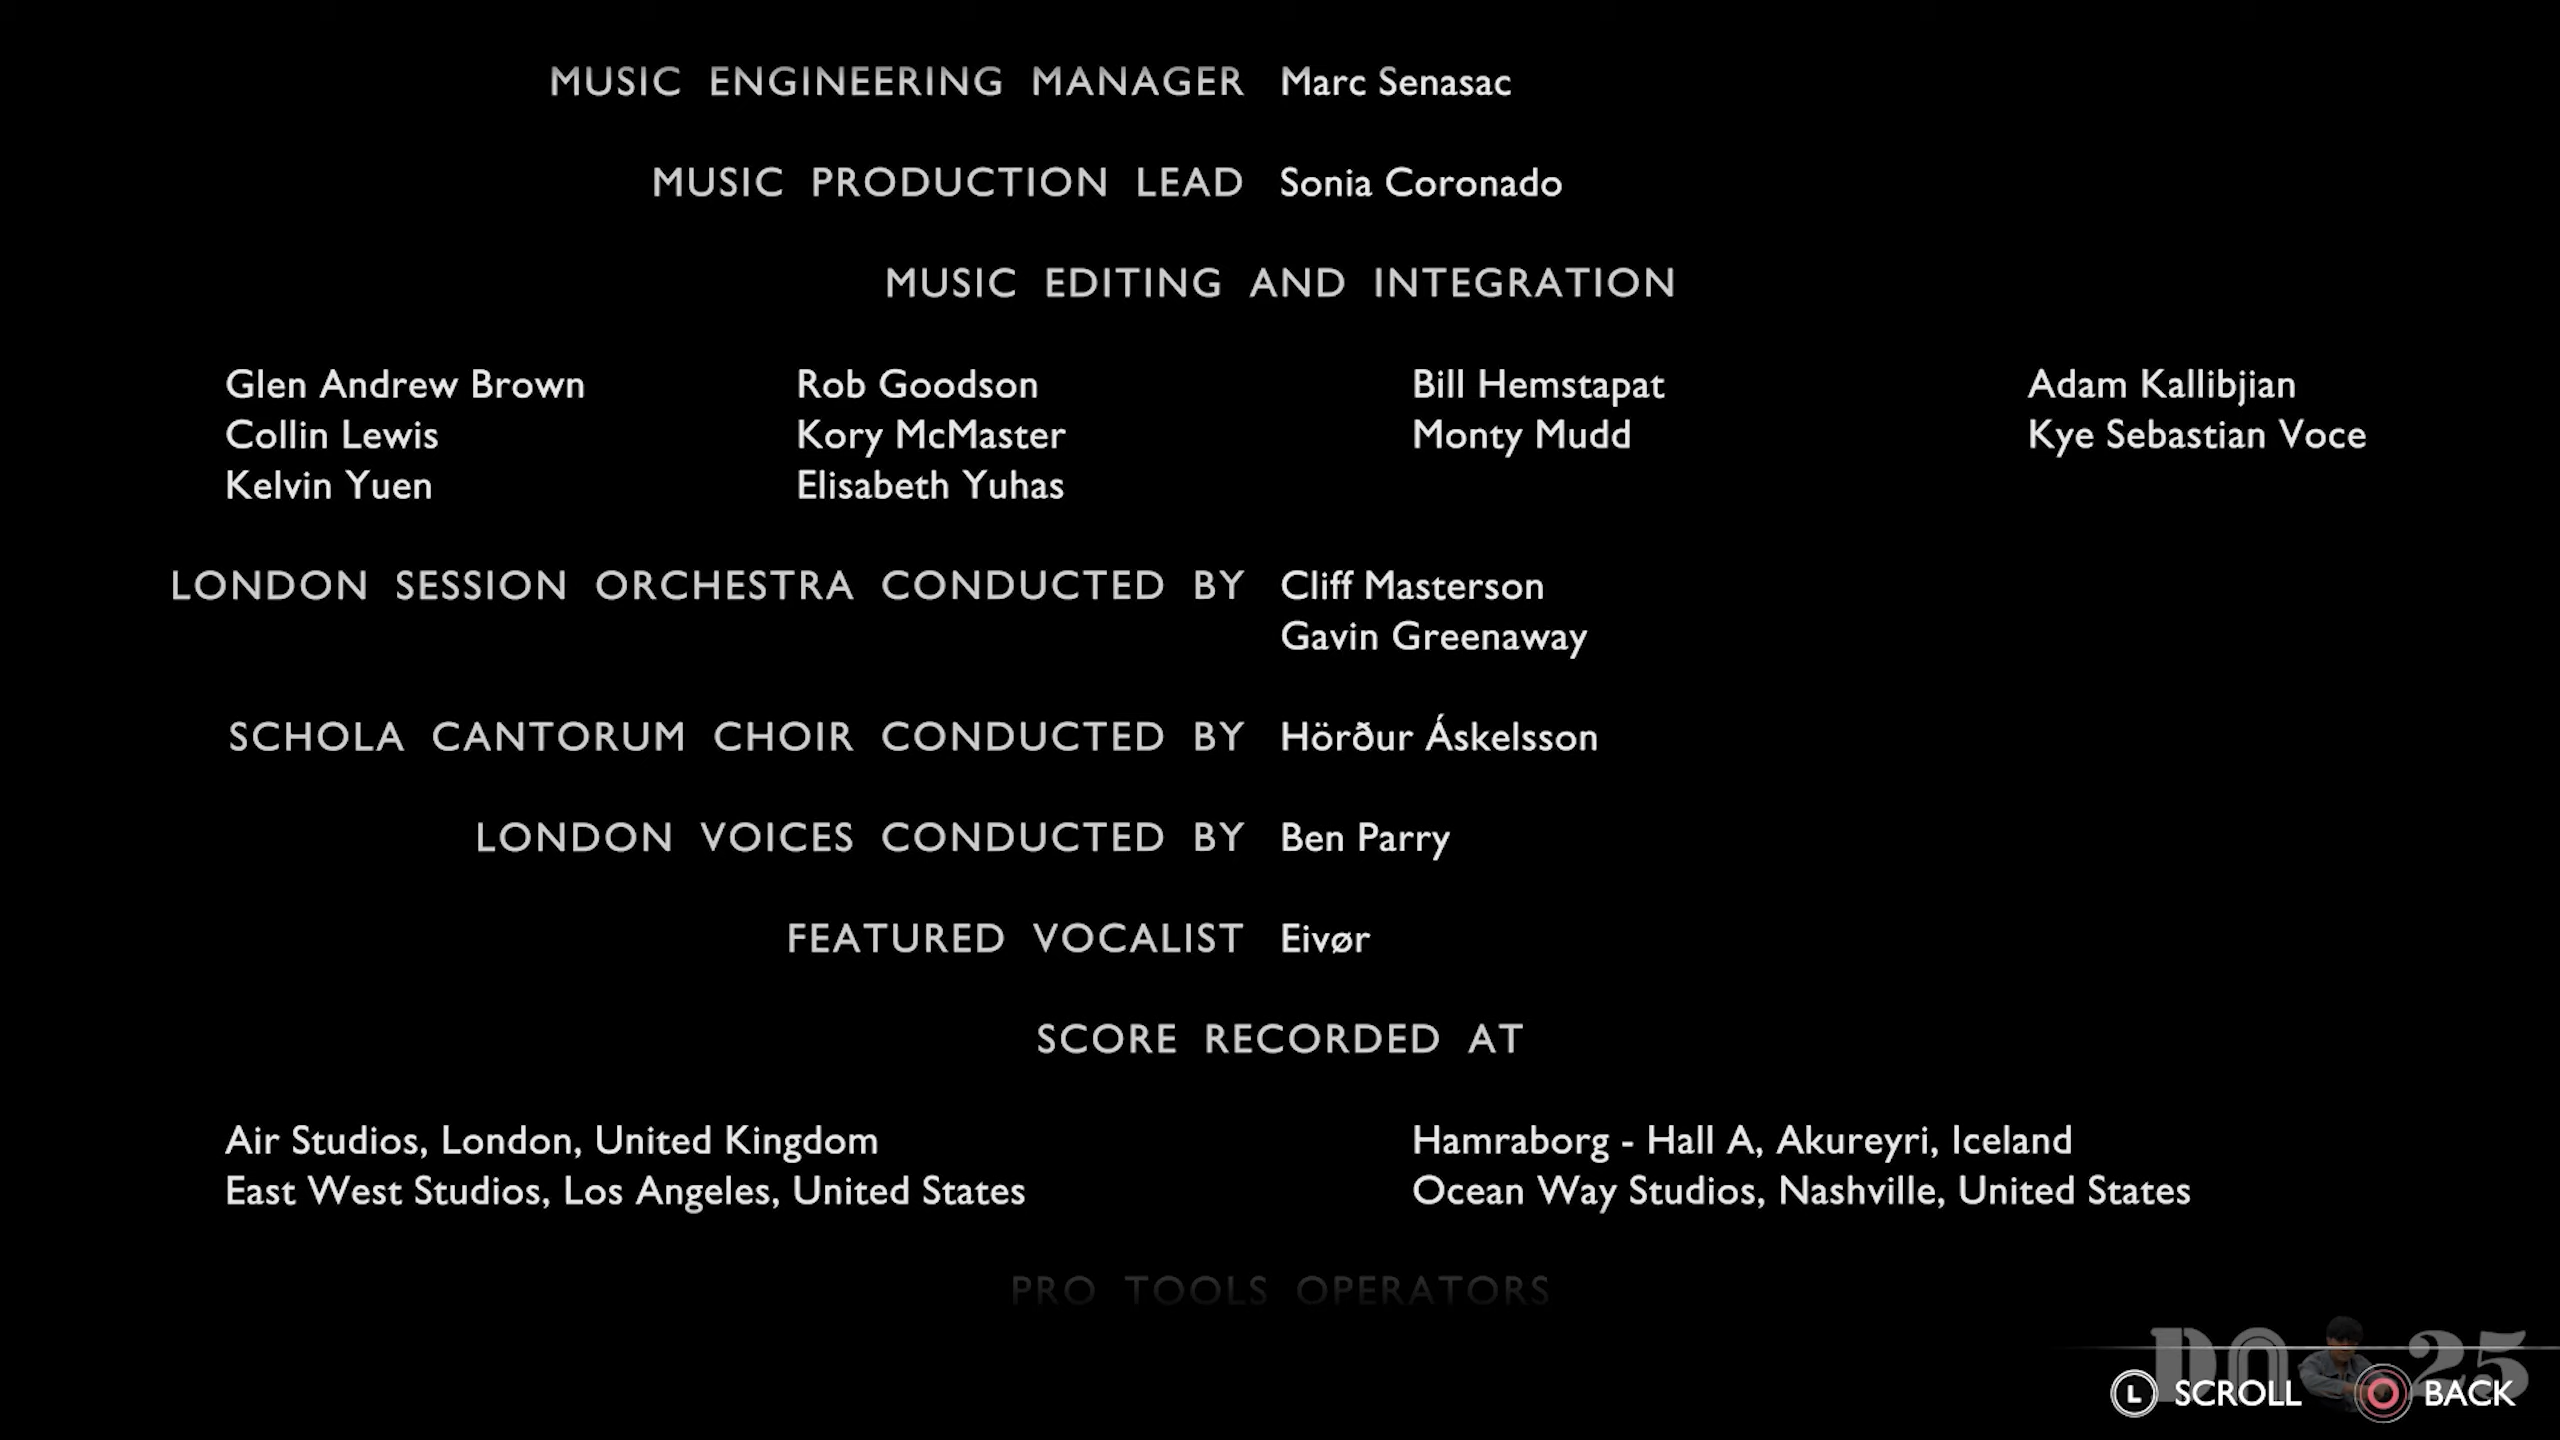 MUSIC ENGINEERING MANAGER Marc Senasac
MUSIC PRODUCTION LEAD Sonia Coronado
MUSIC EDITING AND INTEGRATION
Glen Andrew Brown Rob Goodson Bill Hemstapat Adam Kallibjian
Collin Lewis Kory McMaster Monty Mudd Kye Sebastian Voce
Kelvin Yuen Elisabeth Yuhas
LONDON SESSION ORCHESTRA CONDUCTED BY Cliff Masterson
Gavin Greenaway
SCHOLA CANTORUM CHOIR CONDUCTED BY Hörður Áskelsson
LONDON VOICES CONDUCTED BY Ben Parry
FEATURED VOCALIST Eivør
SCORE RECORDED AT
Air Studios, London, United Kingdom Hamraborg - Hall A, Akureyri, Iceland
East West Studios, Los Angeles, United States Ocean Way Studios, Nashville, United States
PRO TOOLS OPERATORS
25
L SCROLL BACK